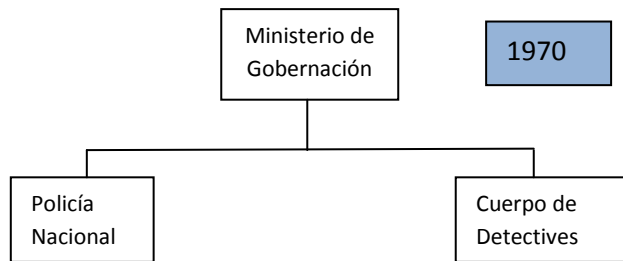 Ministerio de
Gobernación
1970
Policía
Nacional
Cuerpo de
Detectives